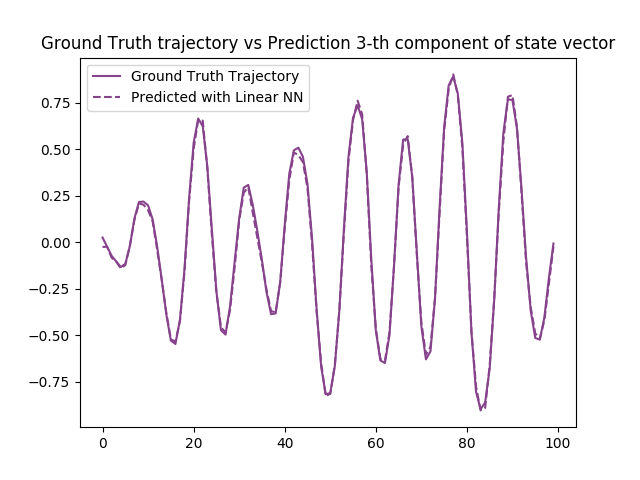 Ground Truth trajectory vs Prediction 3-th component of state vector
Ground Truth Trajectory
Predicted with Linear NN
0.75
0.50
0.25
0.00
−0.25
−0.50
−0.75
0 20 40 60 80 100